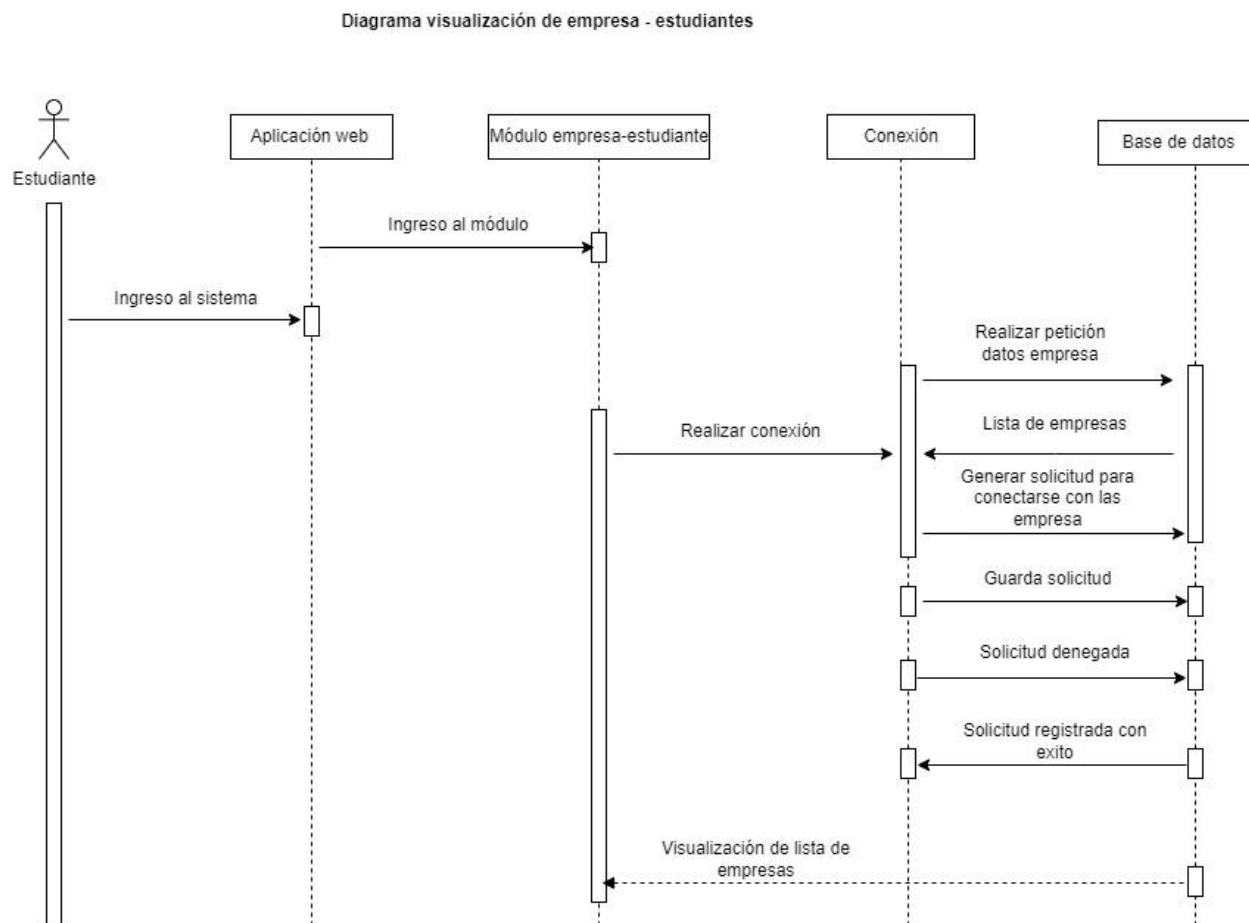 Diagrama visualización de empresa - estudiantes
Estudiante
Aplicación web
Módulo empresa-estudiante
Conexión
Base de datos
Ingreso al módulo
Ingreso al sistema
Realizar petición
datos empresa
Realizar conexión
Lista de empresas
Generar solicitud para
conectarse con las
empresa
Guarda solicitud
Solicitud denegada
Solicitud registrada con
exito
Visualización de lista de
empresas